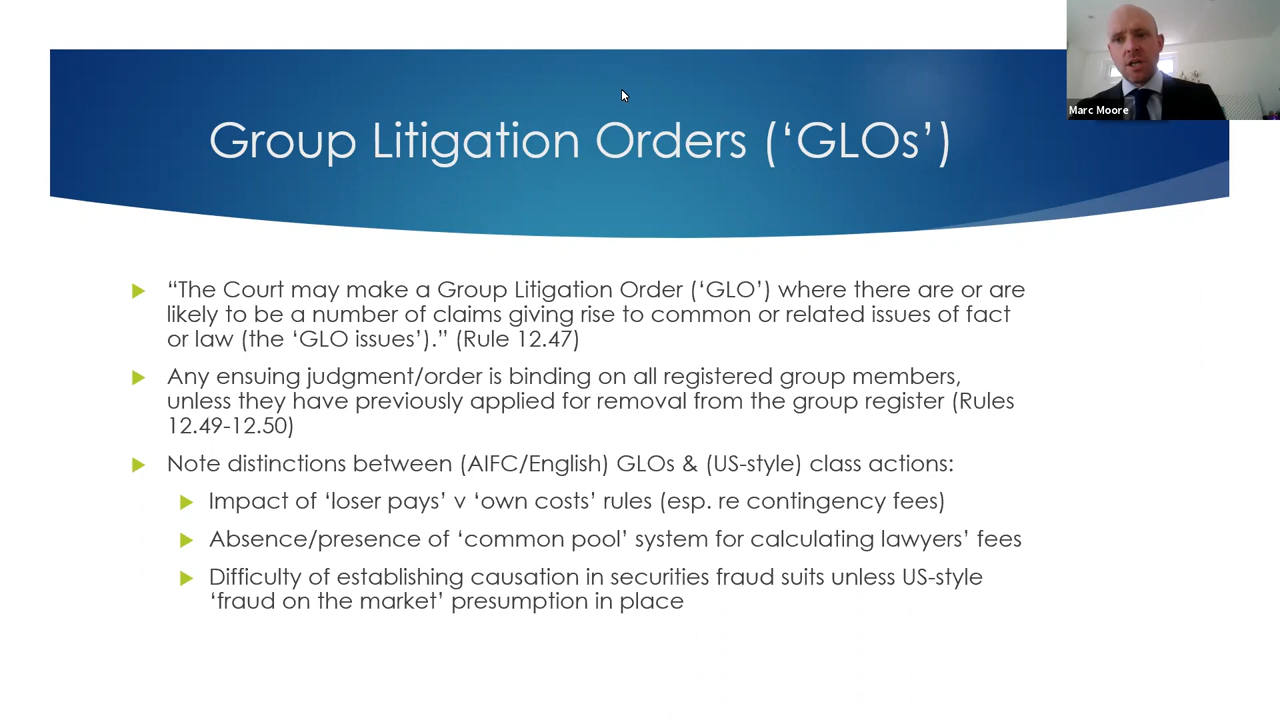 Marc Moore
Group Litigation Orders (‘GLOs’)
“The Court may make a Group Litigation Order (‘GLO’) where there are or are
likely to be a number of claims giving rise to common or related issues of fact
or law (the ‘GLO issues’).” (Rule 12.47)
Any ensuing judgment/order is binding on all registered group members,
unless they have previously applied for removal from the group register (Rules
12.49-12.50)
Note distinctions between (AIFC/English) GLOs & (US-style) class actions:
Impact of ‘loser pays’ v ‘own costs’ rules (esp. re contingency fees)
Absence/presence of ‘common pool’ system for calculating lawyers’ fees
Difficulty of establishing causation in securities fraud suits unless US-style
‘fraud on the market’ presumption in place